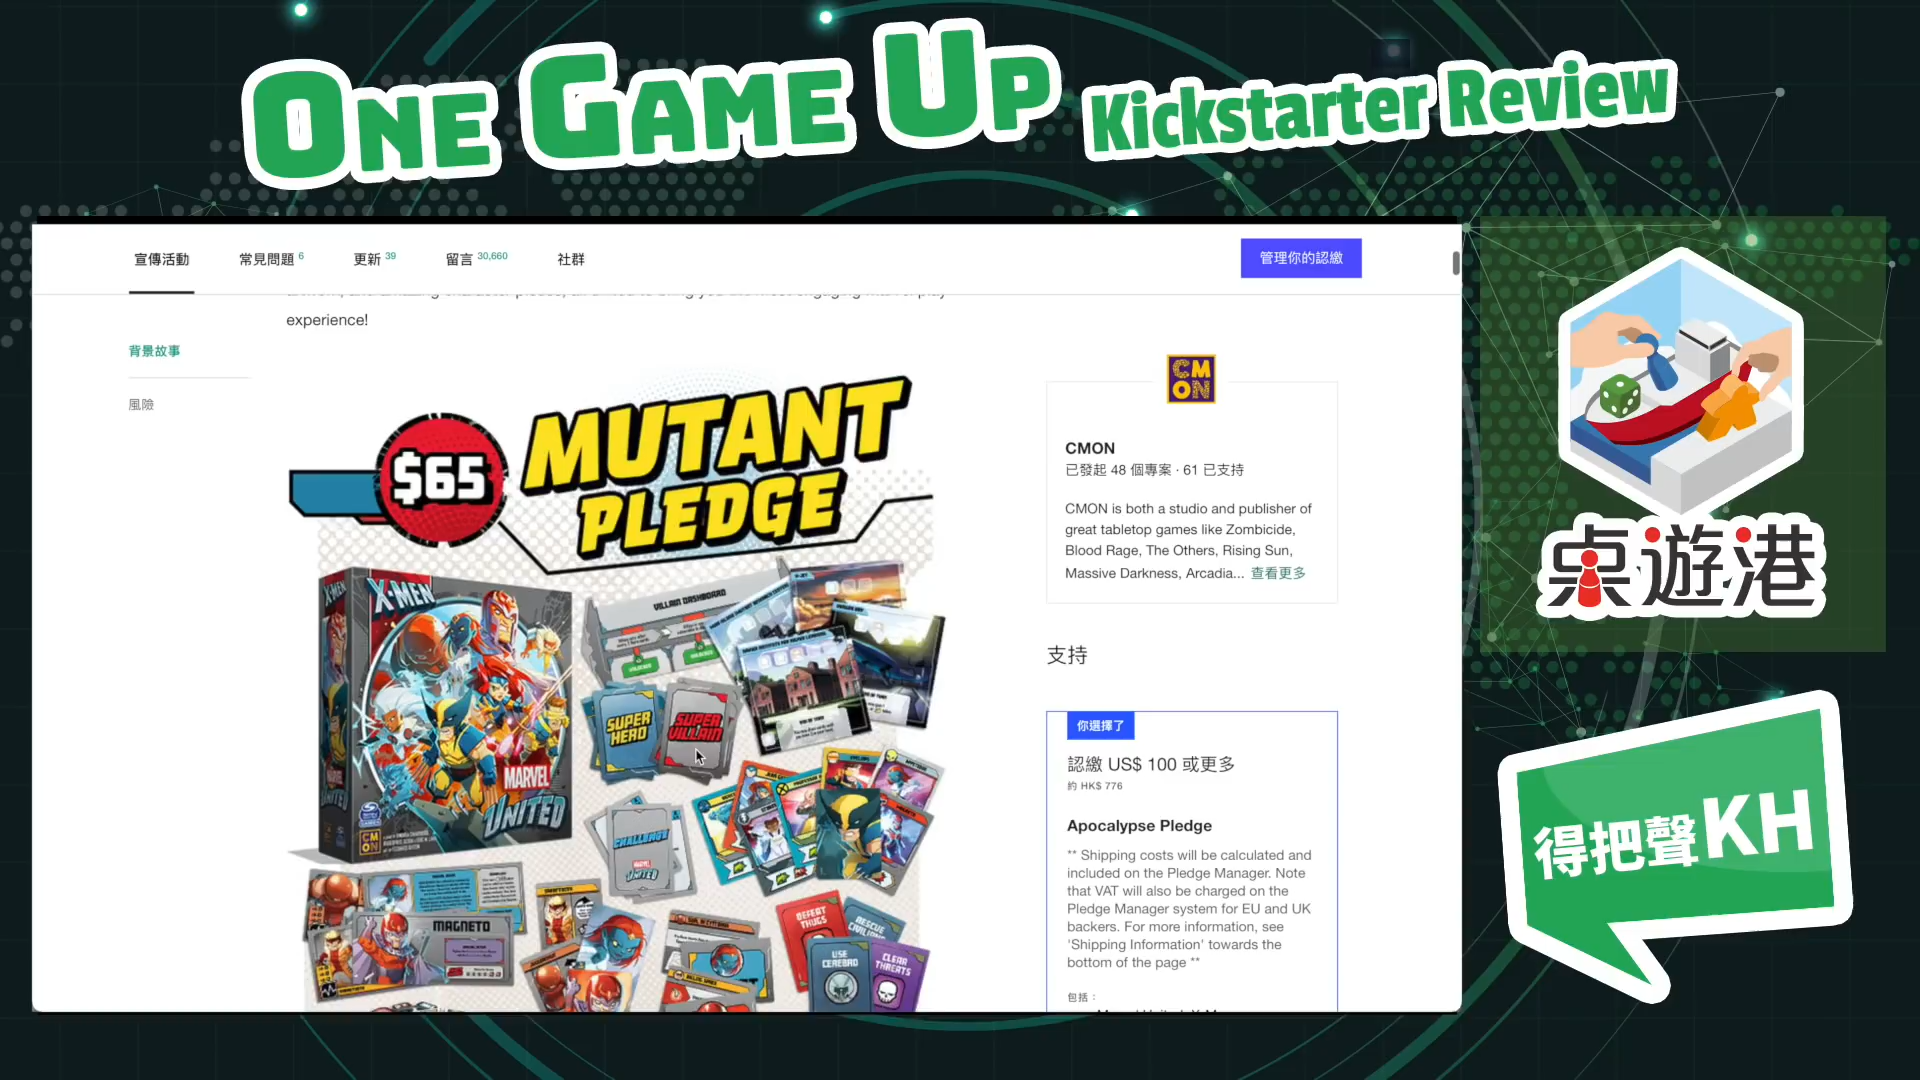 ONE GAME UP Kickstarter Review
宣傳活動
常見問題 6
更新 39
留言 30,660
社群
管理你的認繳
experience!
背景故事
風險
$65
MUTANT
PLEDGE
X-MEN
MARVEL
UNITED
CMON
VILLAIN DASHBOARD
SUPER
HERO
SUPER
VILLAIN
CHALLENGE
MARVEL
UNITED
MAGNETO
DEFEAT
THUGS
RESCUE
CIVILIANS
USE
CEREBRO
CLEAR
THREATS
CMON
CMON
已發起 48 個專案 · 61 已支持
CMON is both a studio and publisher of
great tabletop games like Zombicide,
Blood Rage, The Others, Rising Sun,
Massive Darkness, Arcadia... 查看更多
支持
你選擇了
認繳 US$ 100 或更多
約 HK$ 776
Apocalypse Pledge
** Shipping costs will be calculated and
included on the Pledge Manager. Note
that VAT will also be charged on the
Pledge Manager system for EU and UK
backers. For more information, see
'Shipping Information' towards the
bottom of the page **
包括：
桌遊港
得把聲KH